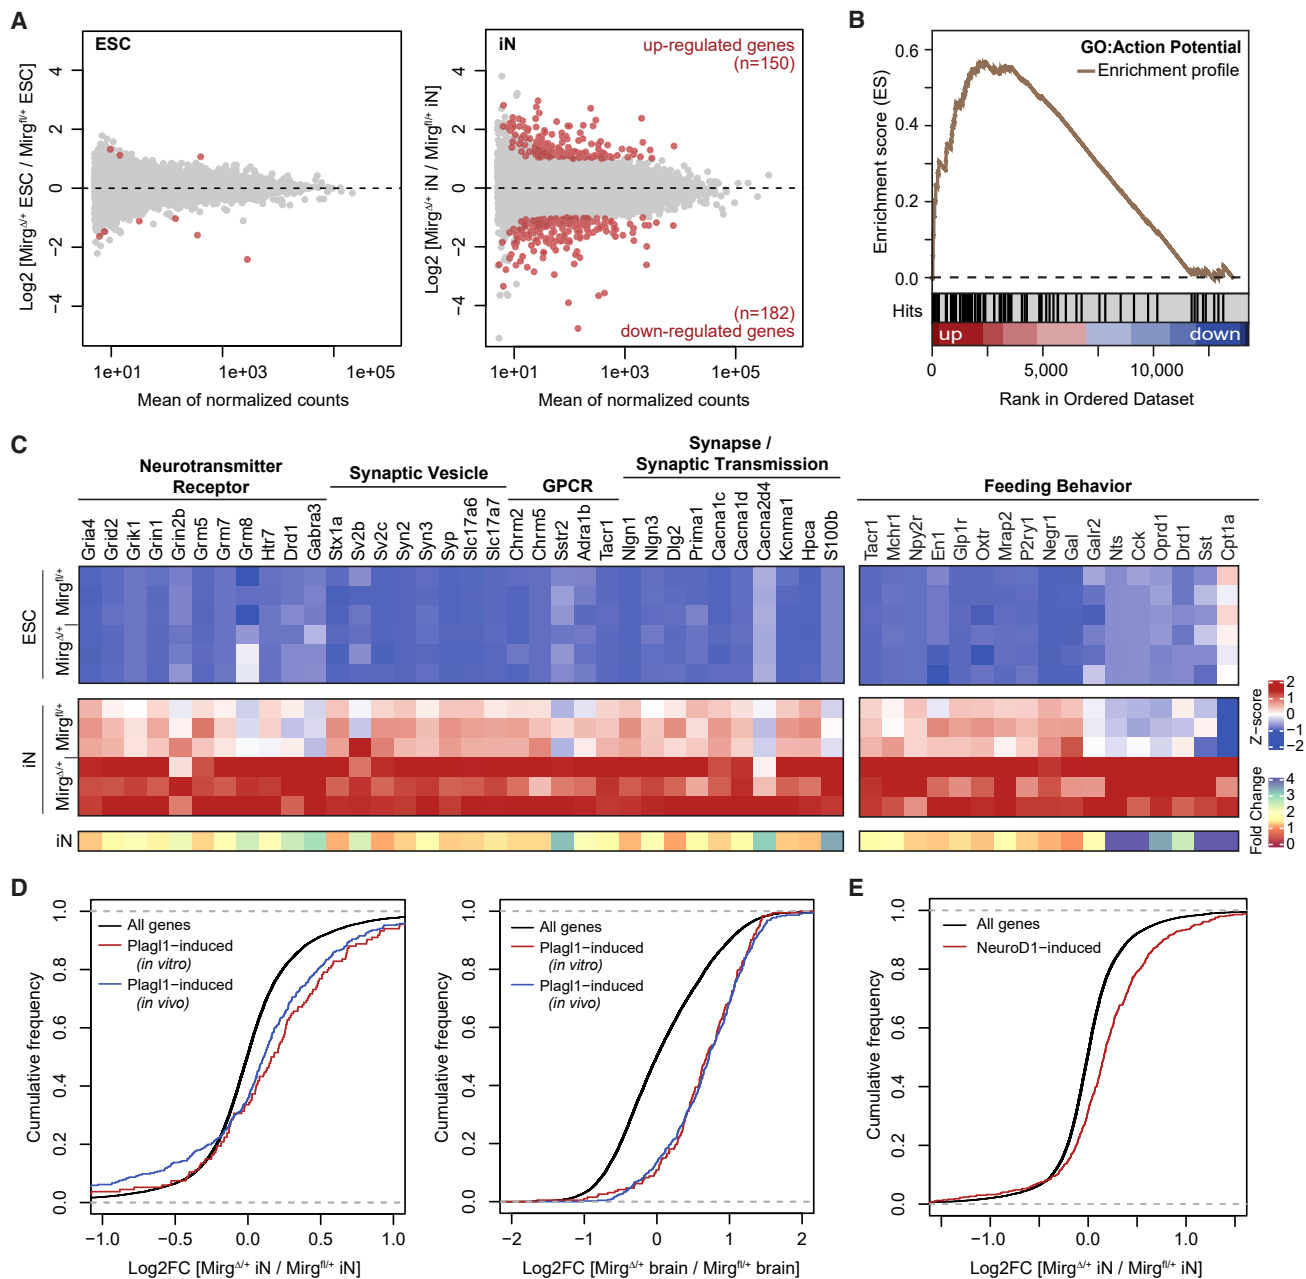 A
ESC
Log2 [Mirg^Δ/+ ESC / Mirg^fl/+ ESC]
4
2
0
−2
−4
1e+01
1e+03
1e+05
Mean of normalized counts
iN
up-regulated genes
(n=150)
(n=182)
down-regulated genes
Log2 [Mirg^Δ/+ iN / Mirg^fl/+ iN]
4
2
0
−2
−4
1e+01
1e+03
1e+05
Mean of normalized counts
B
GO:Action Potential
Enrichment profile
Enrichment score (ES)
0.6
0.4
0.2
0.0
Hits
up
down
0
5,000
10,000
Rank in Ordered Dataset
C
Neurotransmitter
Receptor
Synaptic Vesicle
GPCR
Synapse /
Synaptic Transmission
Feeding Behavior
Gria4
Grid2
Grik1
Grin1
Grin2b
Grm5
Grm7
Grm8
Htr7
Drd1
Gabra3
Stx1a
Sv2b
Sv2c
Syn2
Syn3
Syp
Slc17a6
Slc17a7
Chrm2
Chrm5
Sstr2
Adra1b
Tacr1
Nlgn1
Nlgn3
Dlg2
Prima1
Cacna1c
Cacna1d
Cacna2d4
Kcnma1
Hpca
S100b
Tacr1
Mchr1
Npy2r
En1
Glp1r
Oxtr
Mrap2
P2ry1
Negr1
Gal
Galr2
Nts
Cck
Oprd1
Drd1
Sst
Cpt1a
ESC
Mirg^fl/+
Mirg^Δ/+
iN
Mirg^fl/+
Mirg^Δ/+
iN
2
1
0
−1
−2
Z−score
4
3
2
1
0
Fold Change
D
All genes
Plagl1−induced
(in vitro)
Plagl1−induced
(in vivo)
Cumulative frequency
1.0
0.8
0.6
0.4
0.2
0.0
−1.0
−0.5
0.0
0.5
1.0
Log2FC [Mirg^Δ/+ iN / Mirg^fl/+ iN]
All genes
Plagl1−induced
(in vitro)
Plagl1−induced
(in vivo)
Cumulative frequency
1.0
0.8
0.6
0.4
0.2
0.0
−2
−1
0
1
2
Log2FC [Mirg^Δ/+ brain / Mirg^fl/+ brain]
E
All genes
NeuroD1−induced
Cumulative frequency
1.0
0.8
0.6
0.4
0.2
0.0
−1.0
0.0
1.0
Log2FC [Mirg^Δ/+ iN / Mirg^fl/+ iN]